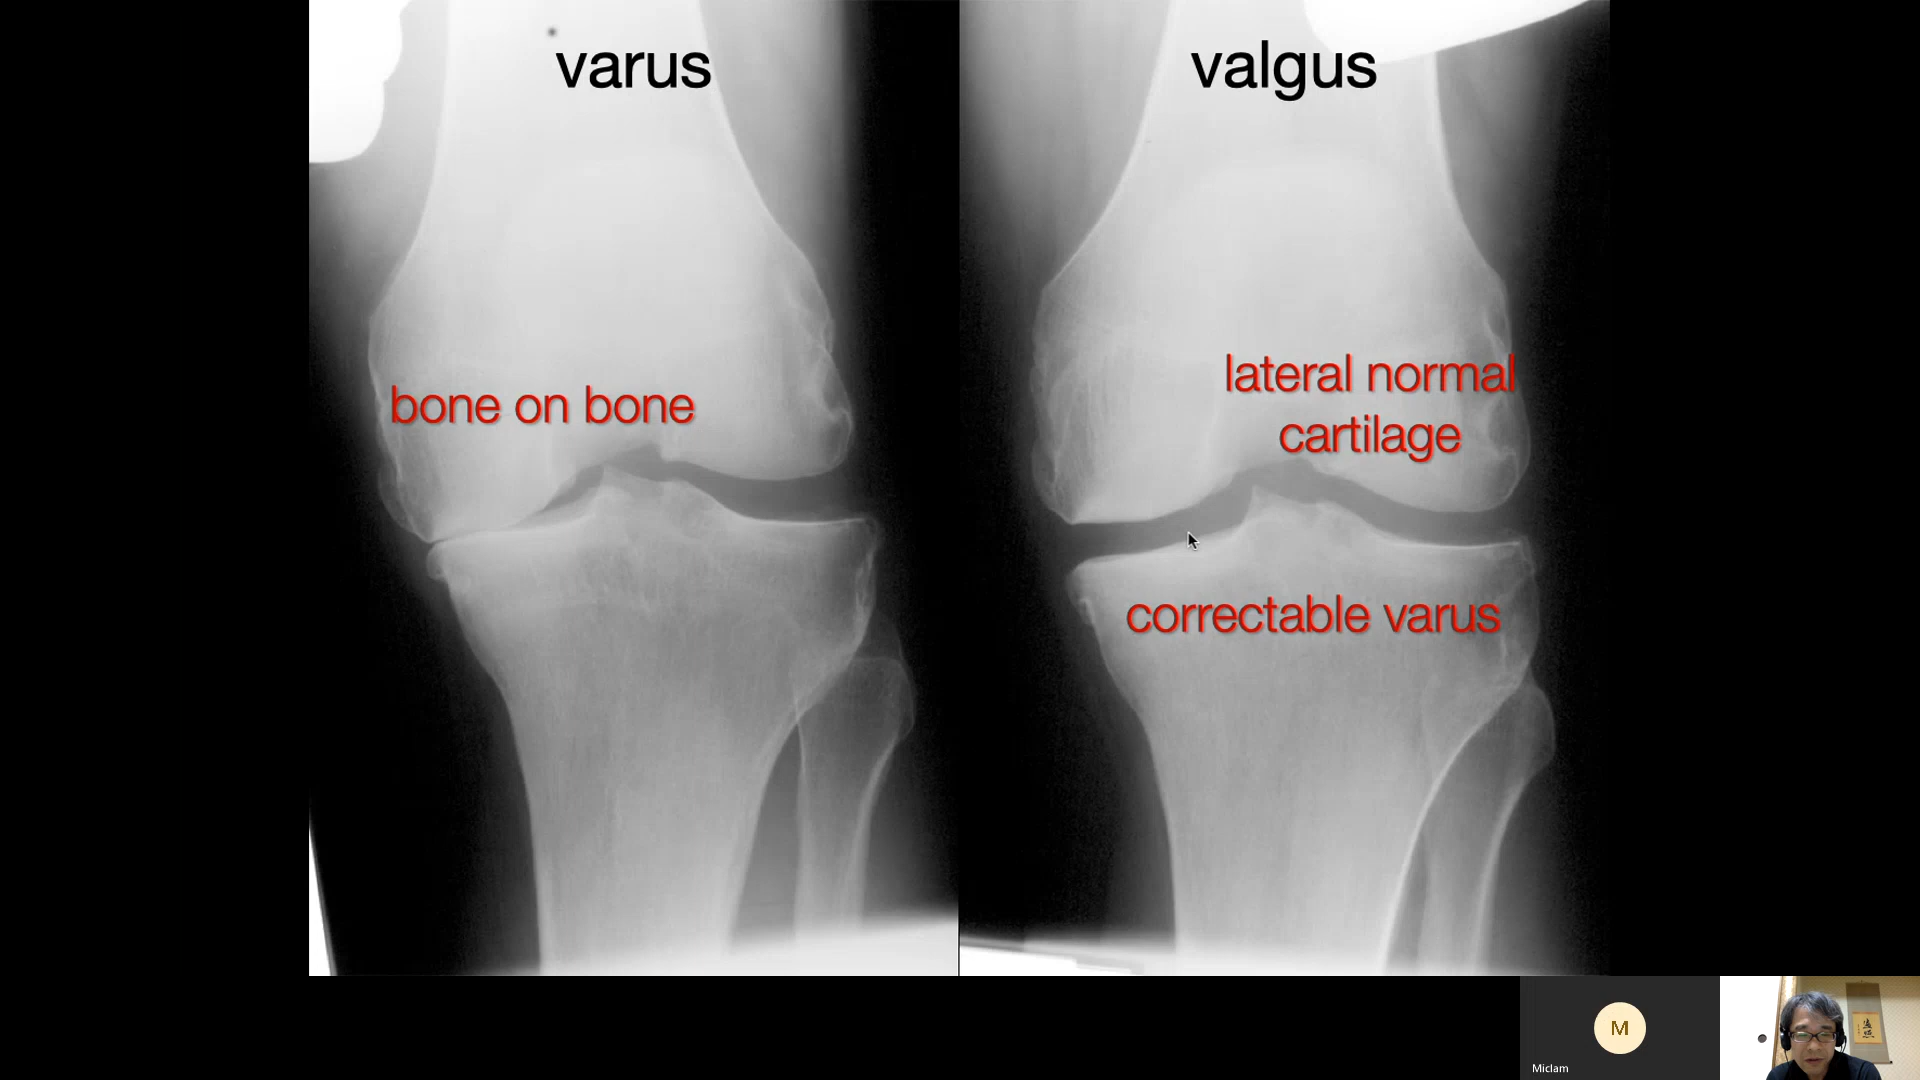 varus
valgus
bone on bone
lateral normal
cartilage
correctable varus
M
Miclam